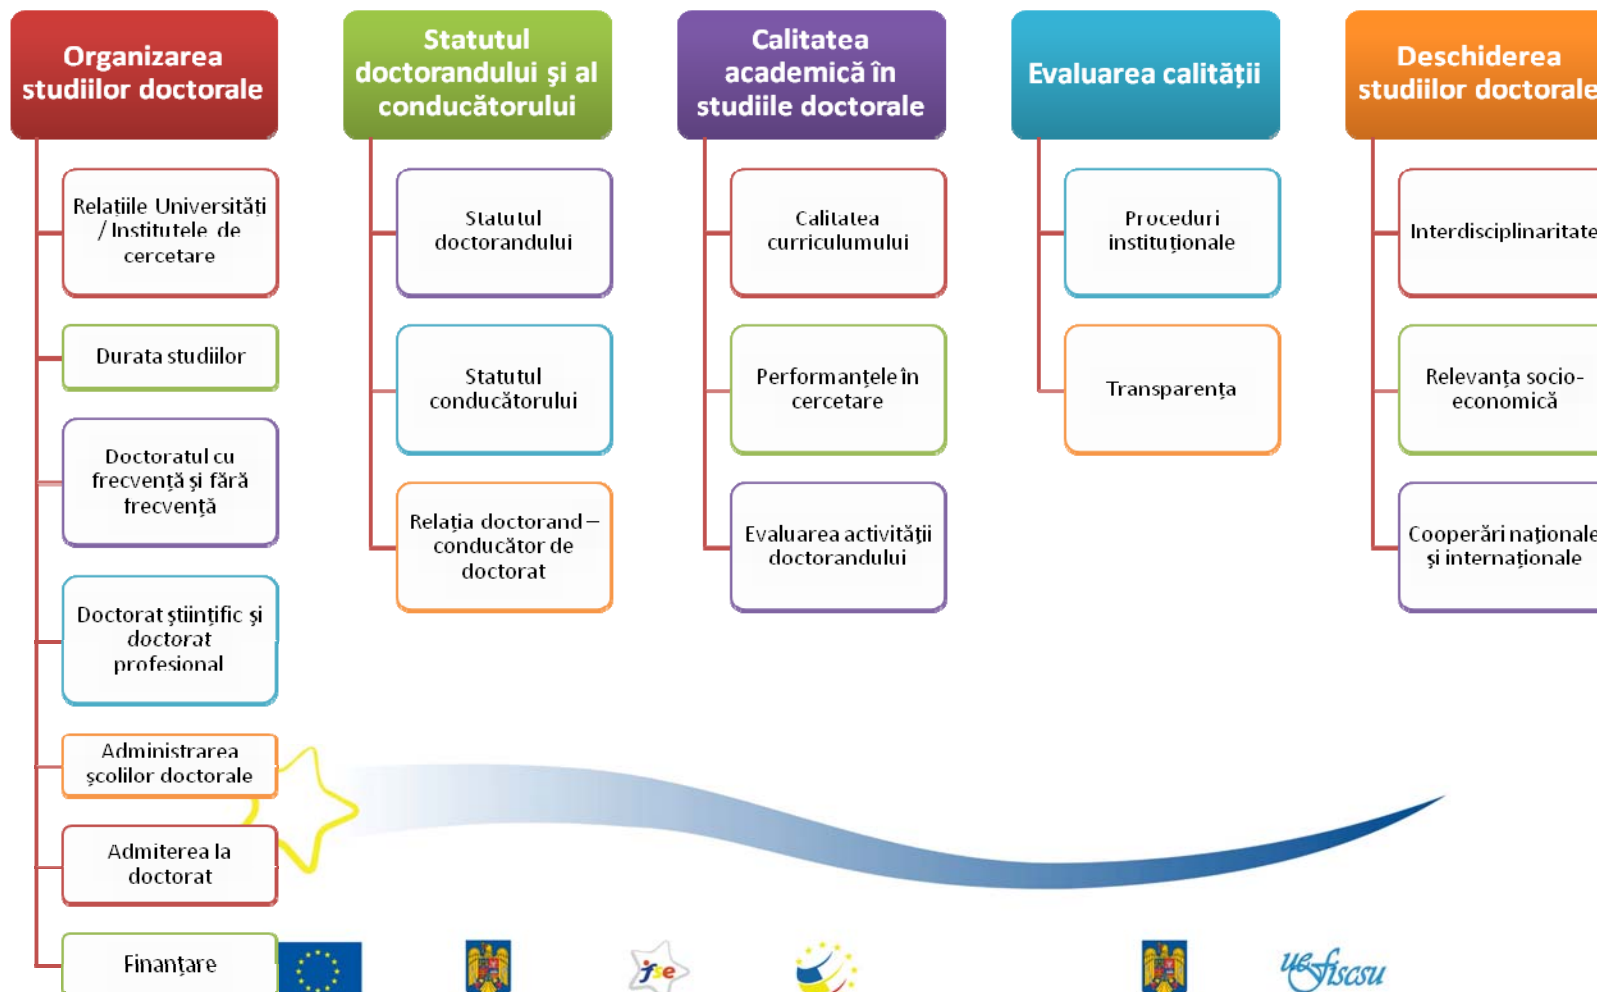 Organizarea
studiilor doctorale
Relațiile Universități
/ Institutele de
cercetare
Durata studiilor
Doctoratul cu
frecvență și fără
frecvență
Doctorat științific și
doctorat
profesional
Administrarea
școlilor doctorale
Admiterea la
doctorat
Finanțare
Statutul
doctorandului şi al
conducătorului
Statutul
doctorandului
Statutul
conducătorului
Relația doctorand –
conducător de
doctorat
Calitatea
academică în
studiile doctorale
Calitatea
curriculumului
Performanțele în
cercetare
Evaluarea activității
doctorandului
Evaluarea calității
Proceduri
instituționale
Transparența
Deschiderea
studiilor doctorale
Interdisciplinaritate
Relevanța socio-
economică
Cooperări naționale
și internaționale
fse
uefiscsu